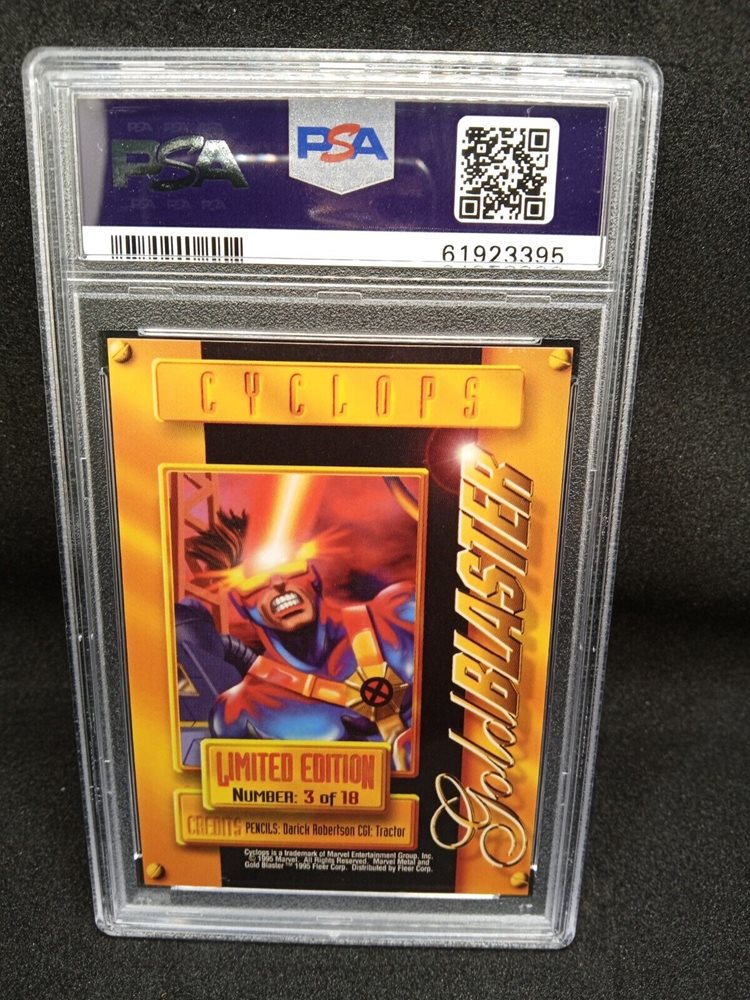 PSA
PSA
61923395
CYCLOPS
GoldBLASTER
LIMITED EDITION
NUMBER: 3 of 18
CREDITS PENCILS: Darick Robertson CGI: Tractor
Cyclops is a trademark of Marvel Entertainment Group, Inc.
© 1995 Marvel. All Rights Reserved. Marvel Metal and
Gold Blaster™ 1995 Fleer Corp. Distributed by Fleer Corp.